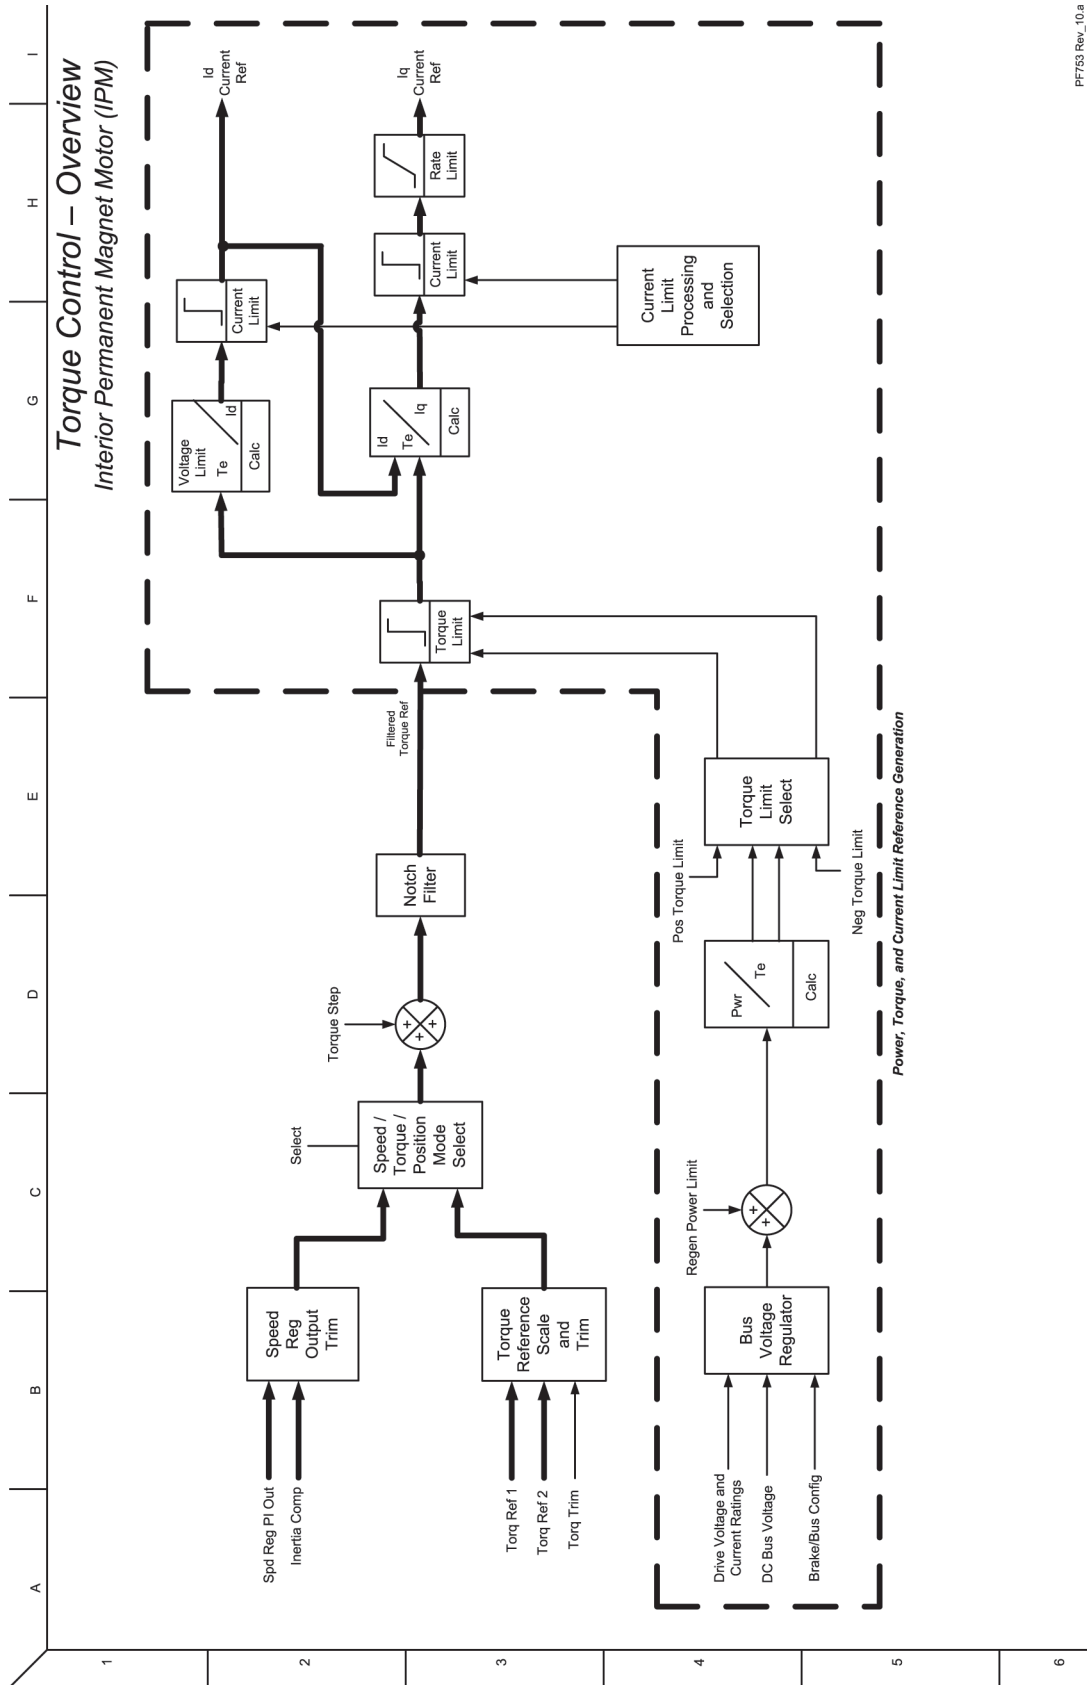 Torque Control – Overview
Interior Permanent Magnet Motor (IPM)
A
B
C
D
E
F
G
H
I
1
2
3
4
5
6
Spd Reg PI Out
Inertia Comp
Speed
Reg
Output
Trim
Torq Ref 1
Torq Ref 2
Torq Trim
Torque
Reference
Scale
and
Trim
Select
Speed /
Torque /
Position
Mode
Select
Torque Step
+
+
+
Notch
Filter
Filtered
Torque Ref
Torque
Limit
Voltage
Limit
Te
Id
Calc
Current
Limit
Id
Current
Ref
Id
Te
Iq
Calc
Current
Limit
Rate
Limit
Iq
Current
Ref
Current
Limit
Processing
and
Selection
Drive Voltage and
Current Ratings
DC Bus Voltage
Brake/Bus Config
Bus
Voltage
Regulator
Regen Power Limit
+
+
Pwr
Te
Calc
Pos Torque Limit
Neg Torque Limit
Torque
Limit
Select
Power, Torque, and Current Limit Reference Generation
PF753 Rev_10.a